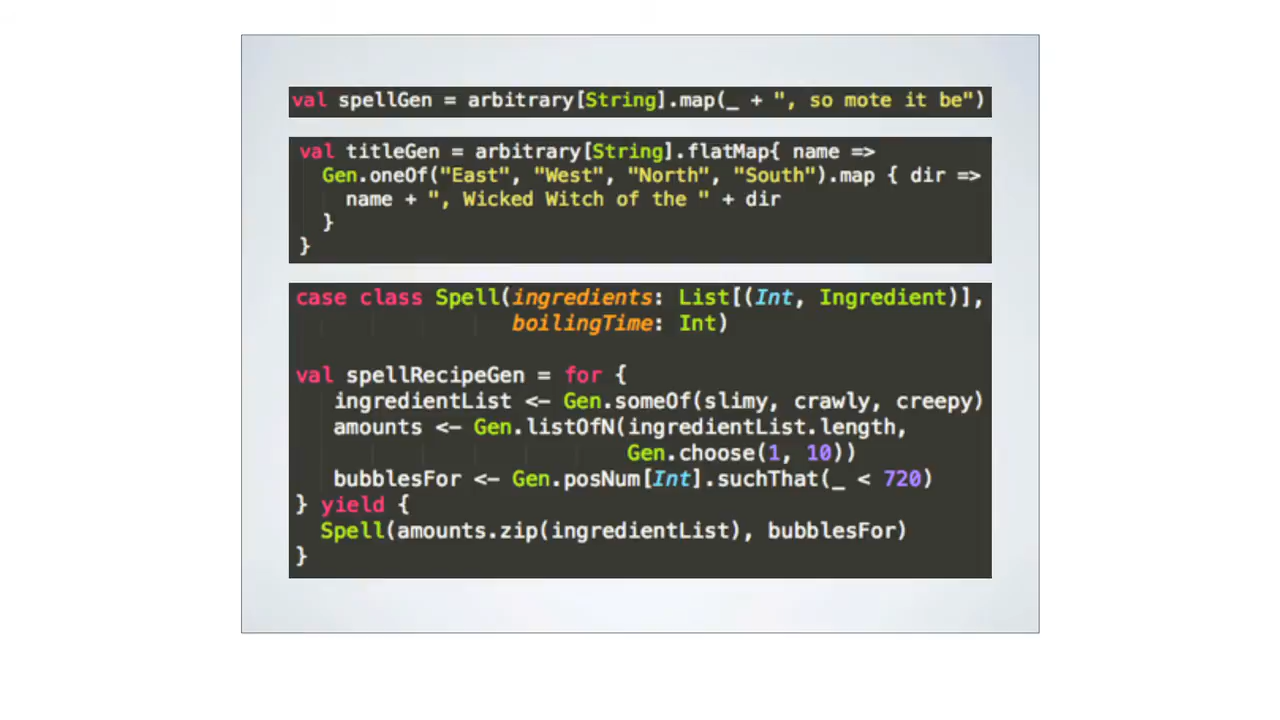 val spellGen = arbitrary[String].map(_ + ", so mote it be")
val titleGen = arbitrary[String].flatMap{ name =>
Gen.oneOf("East", "West", "North", "South").map { dir =>
name + ", Wicked Witch of the " + dir
}
}
case class Spell(ingredients: List[(Int, Ingredient)],
boilingTime: Int)
val spellRecipeGen = for {
ingredientList <- Gen.someOf(slimy, crawly, creepy)
amounts <- Gen.listOfN(ingredientList.length,
Gen.choose(1, 10))
bubblesFor <- Gen.posNum[Int].suchThat(_ < 720)
} yield {
Spell(amounts.zip(ingredientList), bubblesFor)
}